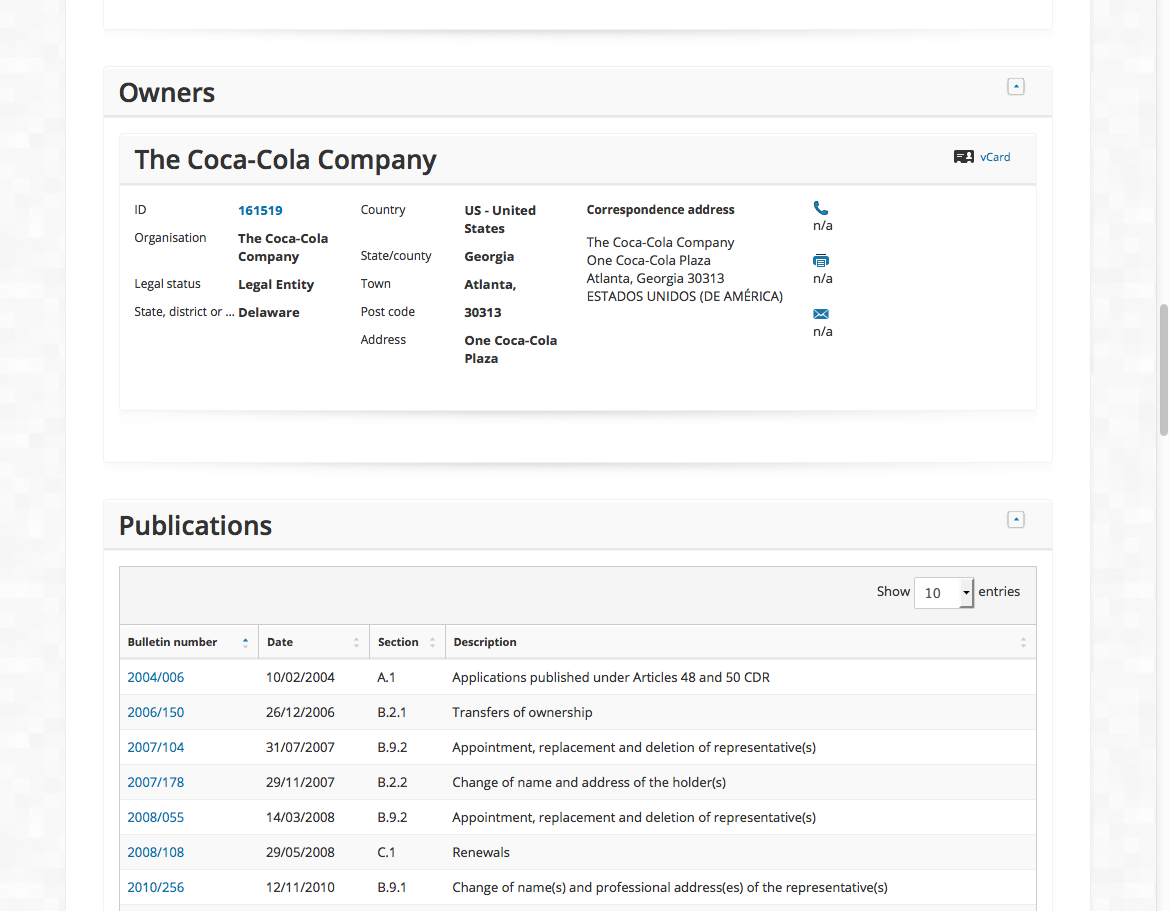 Owners
The Coca-Cola Company
vCard
ID 161519
Organisation The Coca-Cola
Company
Legal status Legal Entity
State, district or ... Delaware
Country US - United
States
State/county Georgia
Town Atlanta,
Post code 30313
Address One Coca-Cola
Plaza
Correspondence address
The Coca-Cola Company
One Coca-Cola Plaza
Atlanta, Georgia 30313
ESTADOS UNIDOS (DE AMÉRICA)
n/a
n/a
n/a
Publications
Show 10 entries
Bulletin number Date Section Description
2004/006 10/02/2004 A.1 Applications published under Articles 48 and 50 CDR
2006/150 26/12/2006 B.2.1 Transfers of ownership
2007/104 31/07/2007 B.9.2 Appointment, replacement and deletion of representative(s)
2007/178 29/11/2007 B.2.2 Change of name and address of the holder(s)
2008/055 14/03/2008 B.9.2 Appointment, replacement and deletion of representative(s)
2008/108 29/05/2008 C.1 Renewals
2010/256 12/11/2010 B.9.1 Change of name(s) and professional address(es) of the representative(s)